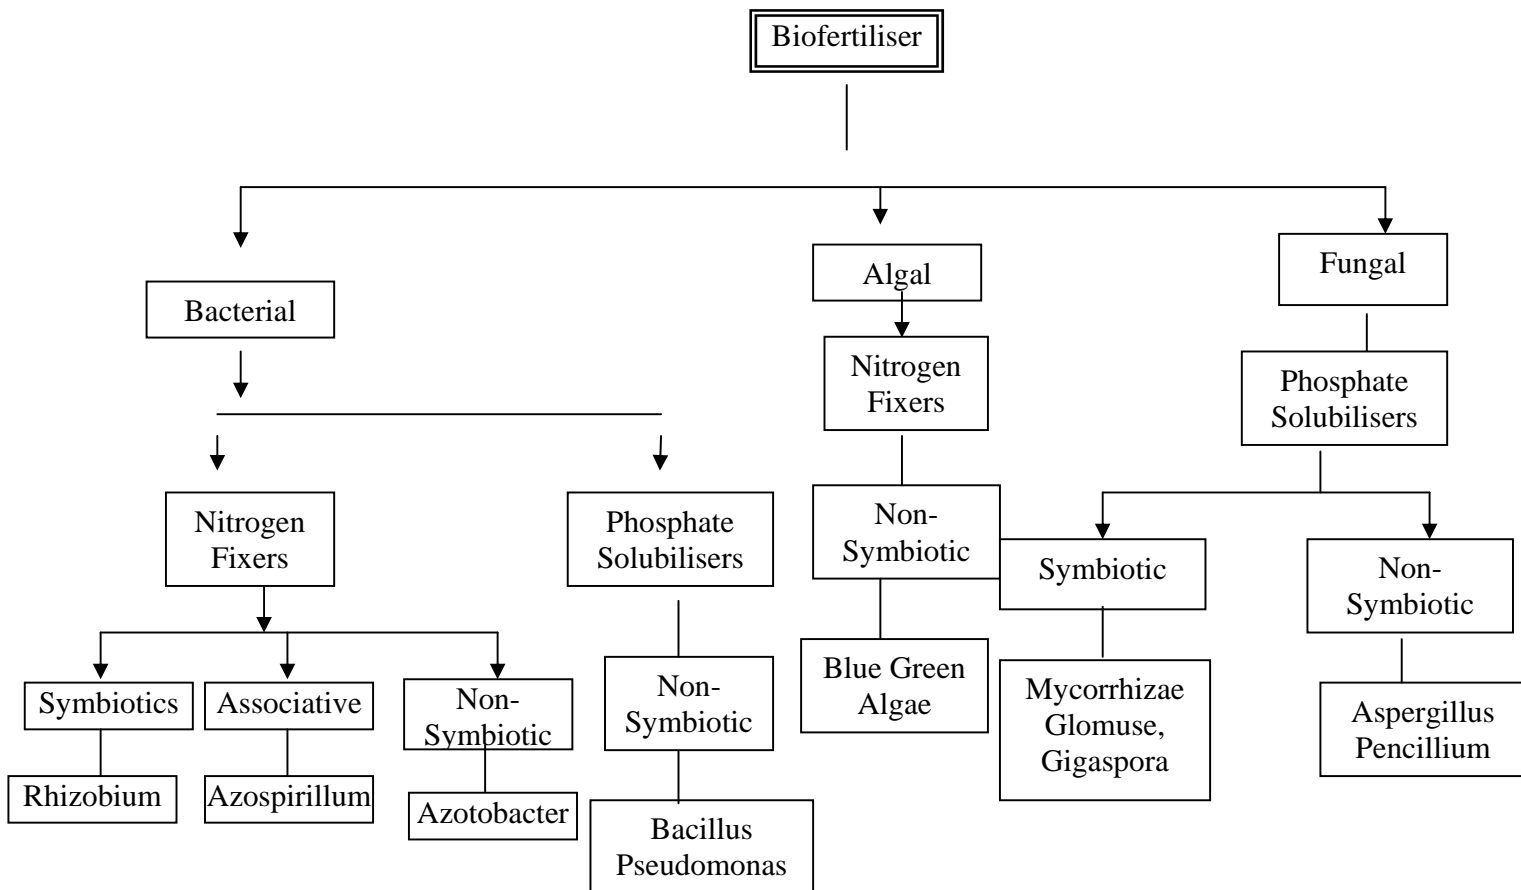 Biofertiliser
Bacterial
Algal
Fungal
Nitrogen
Fixers
Phosphate
Solubilisers
Nitrogen
Fixers
Phosphate
Solubilisers
Non-
Symbiotic
Symbiotic
Non-
Symbiotic
Symbiotics
Associative
Non-
Symbiotic
Non-
Symbiotic
Blue Green
Algae
Mycorrhizae
Glomuse,
Gigaspora
Aspergillus
Pencillium
Rhizobium
Azospirillum
Azotobacter
Bacillus
Pseudomonas